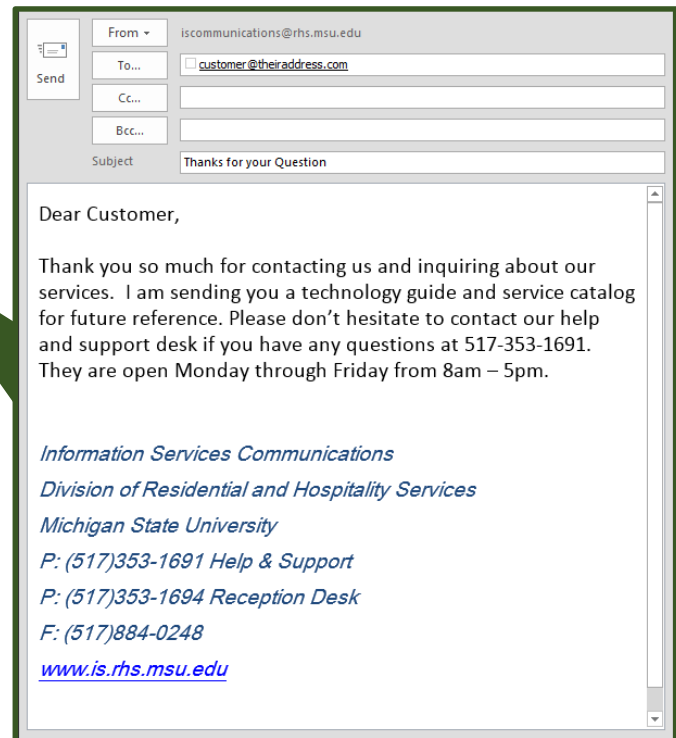 From
iscommunications@rhs.msu.edu
Send
To...
customer@theiraddress.com
Cc...
Bcc...
Subject
Thanks for your Question
Dear Customer,
Thank you so much for contacting us and inquiring about our
services.  I am sending you a technology guide and service catalog
for future reference. Please don’t hesitate to contact our help
and support desk if you have any questions at 517-353-1691.
They are open Monday through Friday from 8am – 5pm.
Information Services Communications
Division of Residential and Hospitality Services
Michigan State University
P: (517)353-1691 Help & Support
P: (517)353-1694 Reception Desk
F: (517)884-0248
www.is.rhs.msu.edu